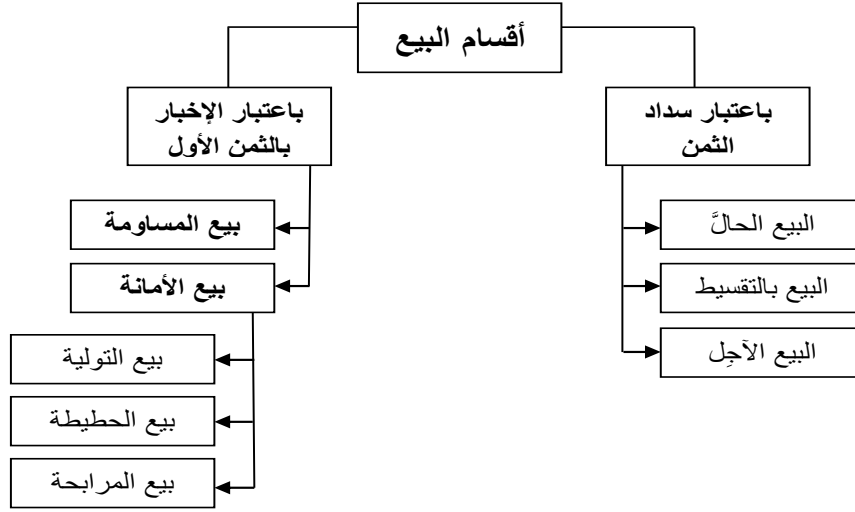 أقسام البيع
باعتبار سداد
الثمن
البيع الحالَّ
البيع بالتقسيط
البيع الآجِل
باعتبار الإخبار
بالثمن الأول
بيع المساومة
بيع الأمانة
بيع التولية
بيع الحطيطة
بيع المرابحة